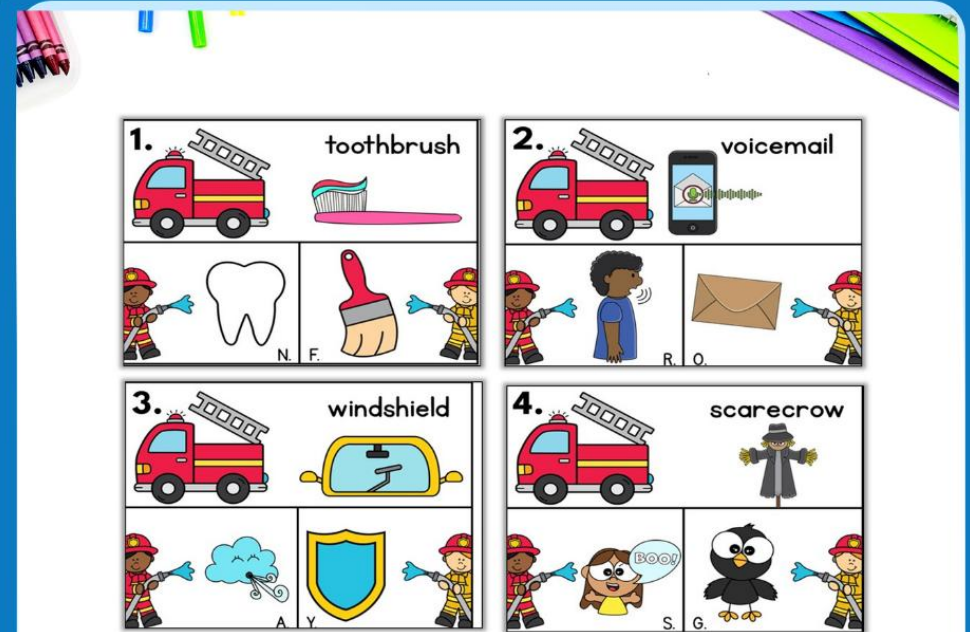 1.
toothbrush
N. F.
2.
voicemail
R. O.
3.
windshield
A. Y.
4.
scarecrow
BOO!
S. G.